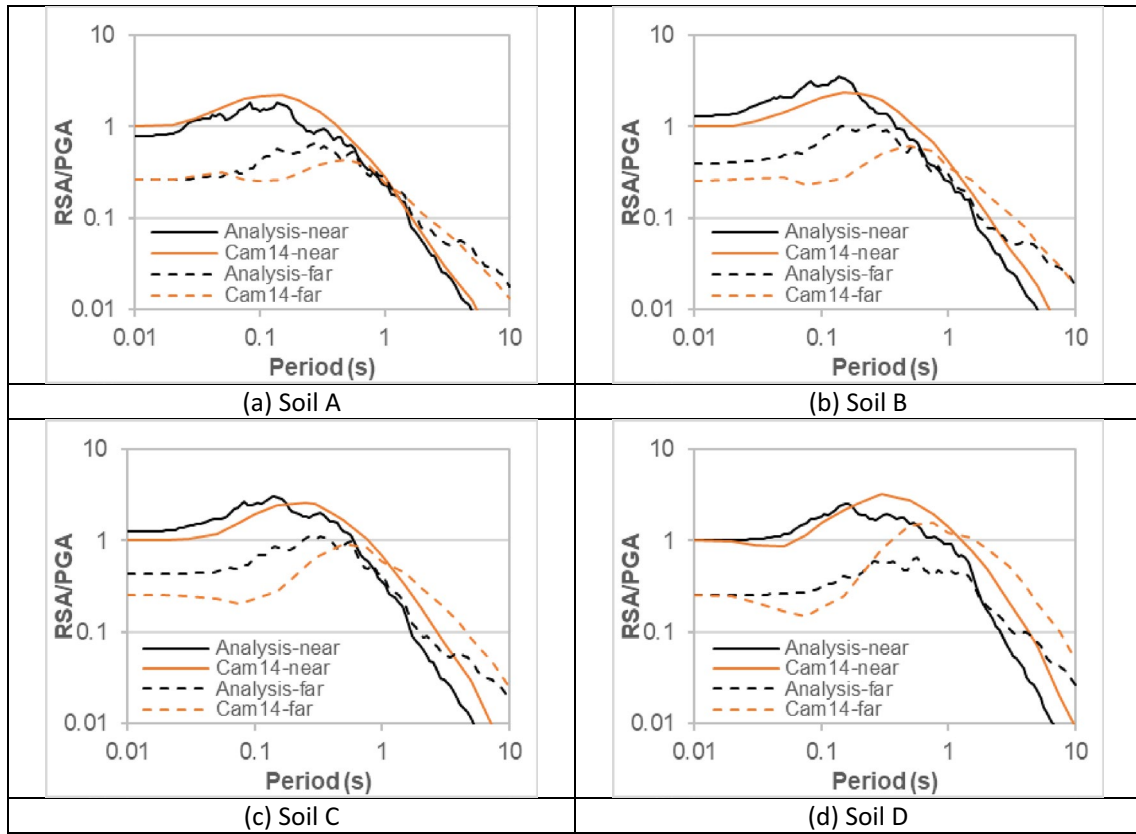 10
1
0.1
0.01
RSA/PGA
Analysis-near
Cam14-near
Analysis-far
Cam14-far
0.01 0.1 1 10
Period (s)
(a) Soil A
10
1
0.1
0.01
RSA/PGA
Analysis-near
Cam14-near
Analysis-far
Cam14-far
0.01 0.1 1 10
Period (s)
(b) Soil B
10
1
0.1
0.01
RSA/PGA
Analysis-near
Cam14-near
Analysis-far
Cam14-far
0.01 0.1 1 10
Period (s)
(c) Soil C
10
1
0.1
0.01
RSA/PGA
Analysis-near
Cam14-near
Analysis-far
Cam14-far
0.01 0.1 1 10
Period (s)
(d) Soil D